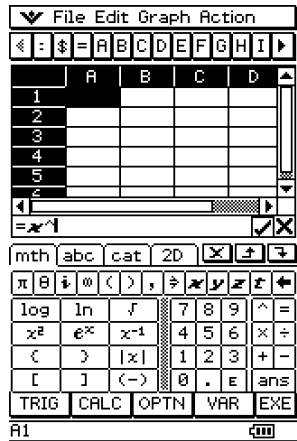 File Edit Graph Action
: $ = A B C D E F G H I
A B C D
1
2
3
4
5
=x^
mth abc cat 2D
π θ i ∞ ( ) , ÷ x y z t
log ln √ 7 8 9 ^ =
x² eˣ x⁻¹ 4 5 6 × ÷
( ) |x| 1 2 3 + −
[ ] (−) 0 . E ans
TRIG CALC OPTN VAR EXE
A1